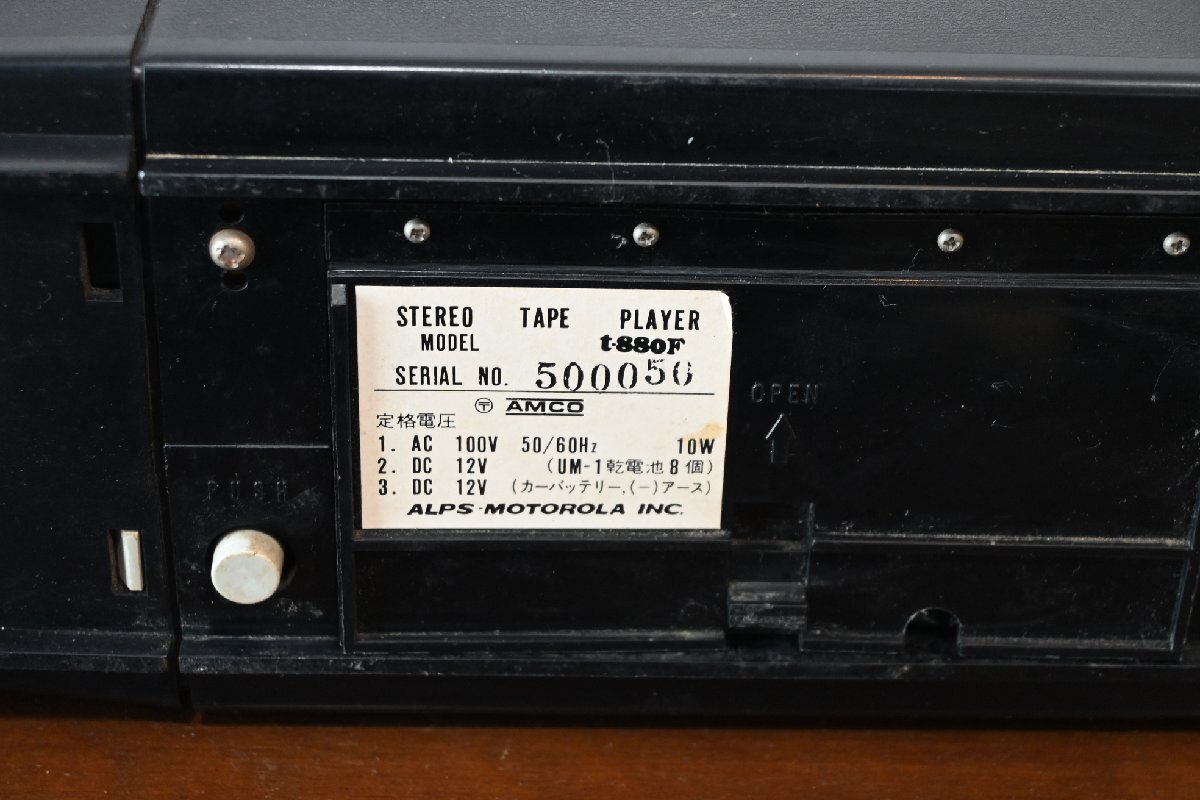 STEREO TAPE PLAYER
MODEL t-880F
SERIAL NO. 500050
〒 AMCO
定格電圧
1. AC 100V 50/60Hz 10W
2. DC 12V (UM-1乾電池8個)
3. DC 12V (カーバッテリー,(−)アース)
ALPS-MOTOROLA INC.
OPEN
PUSH